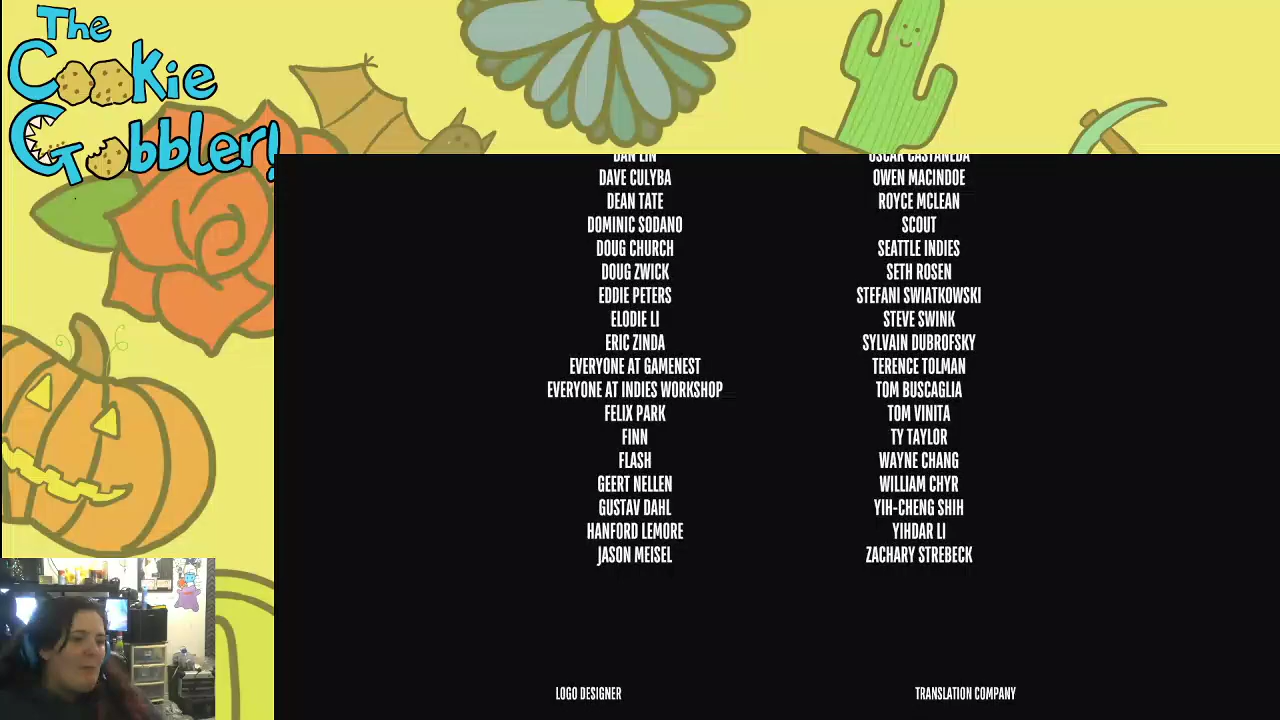 The
Cookie
Gobbler!
DAN LIN
DAVE CULYBA
DEAN TATE
DOMINIC SODANO
DOUG CHURCH
DOUG ZWICK
EDDIE PETERS
ELODIE LI
ERIC ZINDA
EVERYONE AT GAMENEST
EVERYONE AT INDIES WORKSHOP
FELIX PARK
FINN
FLASH
GEERT NELLEN
GUSTAV DAHL
HANFORD LEMORE
JASON MEISEL
OSCAR CASTANEDA
OWEN MACINDOE
ROYCE MCLEAN
SCOUT
SEATTLE INDIES
SETH ROSEN
STEFANI SWIATKOWSKI
STEVE SWINK
SYLVAIN DUBROFSKY
TERENCE TOLMAN
TOM BUSCAGLIA
TOM VINITA
TY TAYLOR
WAYNE CHANG
WILLIAM CHYR
YIH-CHENG SHIH
YIHDAR LI
ZACHARY STREBECK
LOGO DESIGNER
TRANSLATION COMPANY